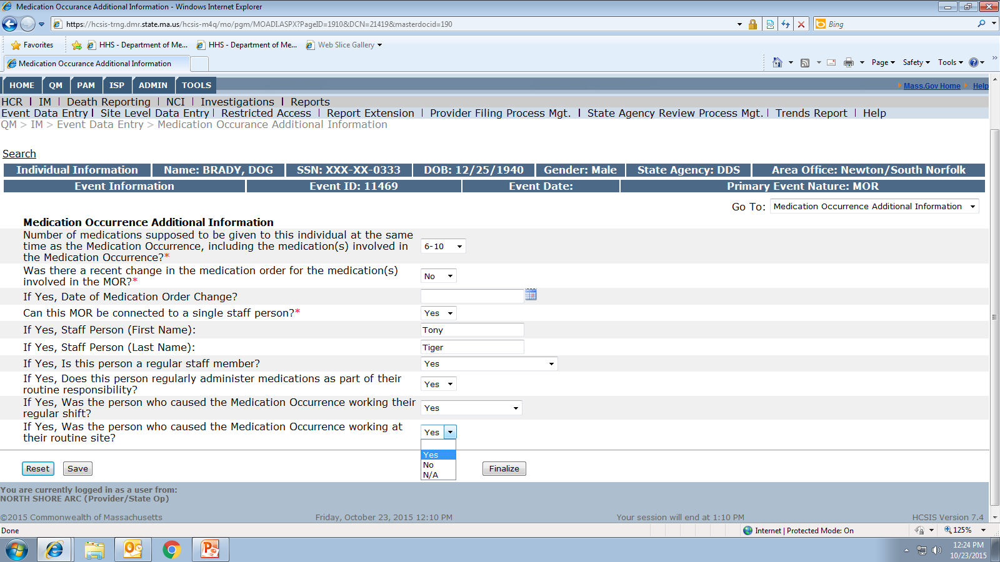 Medication Occurance Additional Information - Windows Internet Explorer
https://hcsis-trng.dmr.state.ma.us/hcsis-m4q/mo/pgm/MOADI.ASPX?PageID=1910&DCN=21419&masterdocid=190
Bing
Favorites HHS - Department of Me... HHS - Department of Me... Web Slice Gallery
Medication Occurance Additional Information
Page Safety Tools
HOME QM PAM ISP ADMIN TOOLS Mass.Gov Home Help
HCR | IM | Death Reporting | NCI | Investigations | Reports
Event Data Entry | Site Level Data Entry | Restricted Access | Report Extension | Provider Filing Process Mgt. | State Agency Review Process Mgt. | Trends Report | Help
QM > IM > Event Data Entry > Medication Occurance Additional Information
Search
Individual Information Name: BRADY, DOG SSN: XXX-XX-0333 DOB: 12/25/1940 Gender: Male State Agency: DDS Area Office: Newton/South Norfolk
Event Information Event ID: 11469 Event Date: Primary Event Nature: MOR
Go To: Medication Occurrence Additional Information
Medication Occurrence Additional Information
Number of medications supposed to be given to this individual at the same
time as the Medication Occurrence, including the medication(s) involved in
the Medication Occurrence?* 6-10
Was there a recent change in the medication order for the medication(s)
involved in the MOR?* No
If Yes, Date of Medication Order Change?
Can this MOR be connected to a single staff person?* Yes
If Yes, Staff Person (First Name): Tony
If Yes, Staff Person (Last Name): Tiger
If Yes, Is this person a regular staff member? Yes
If Yes, Does this person regularly administer medications as part of their
routine responsibility? Yes
If Yes, Was the person who caused the Medication Occurrence working their
regular shift? Yes
If Yes, Was the person who caused the Medication Occurrence working at
their routine site? Yes
Yes
No
N/A
Reset Save Finalize
You are currently logged in as a user from:
NORTH SHORE ARC (Provider/State Op)
©2015 Commonwealth of Massachusetts Friday, October 23, 2015 12:10 PM Your session will end at 1:10 PM HCSIS Version 7.4
Done Internet | Protected Mode: On 125%
12:24 PM
10/23/2015